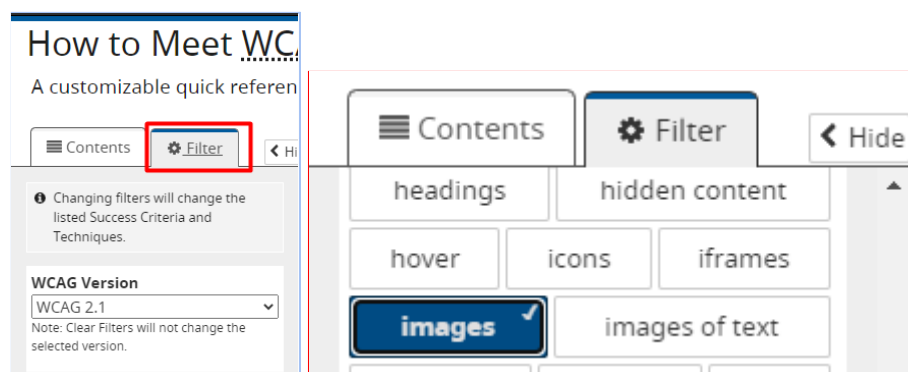 How to Meet WCA
A customizable quick referen
Contents
Filter
Hi
Changing filters will change the
listed Success Criteria and
Techniques.
WCAG Version
WCAG 2.1
Note: Clear Filters will not change the
selected version.
Contents
Filter
Hide
headings
hidden content
hover
icons
iframes
images
images of text